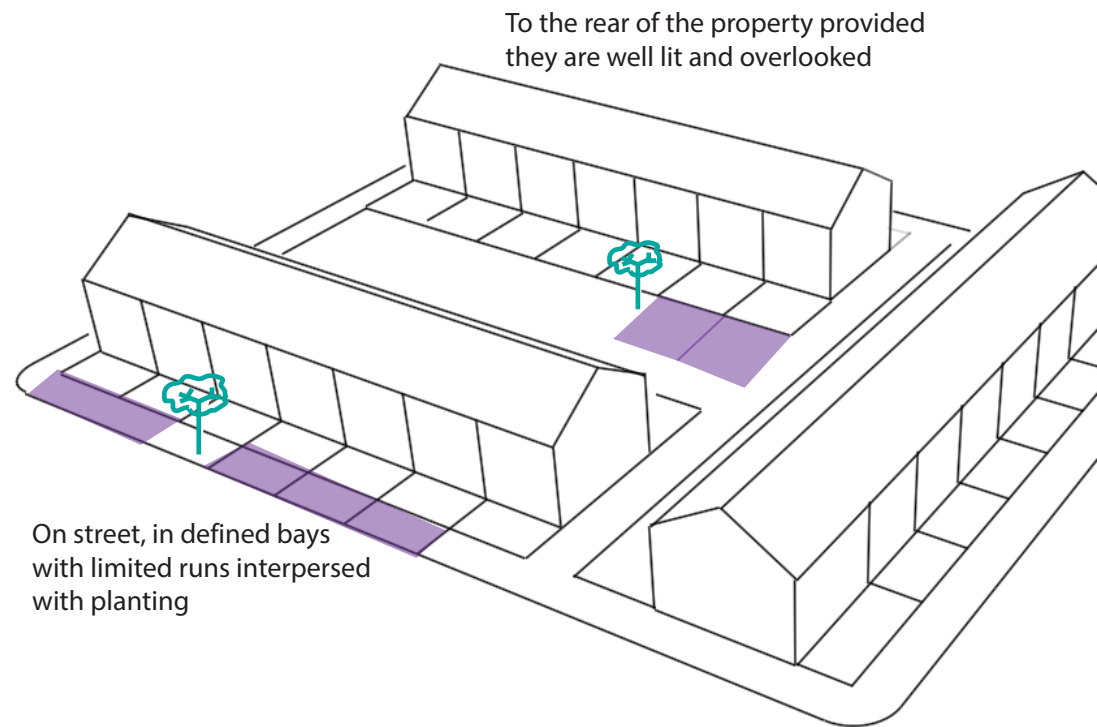 To the rear of the property provided
they are well lit and overlooked
On street, in defined bays
with limited runs interpersed
with planting